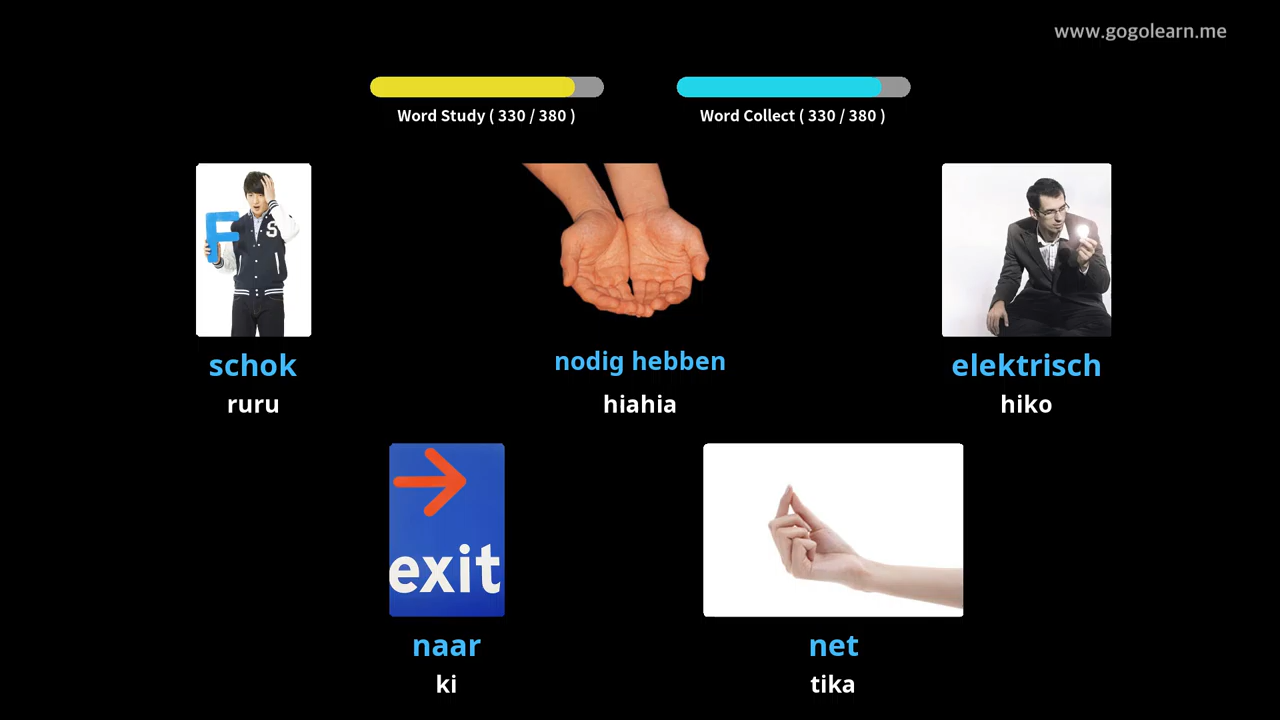 www.gogolearn.me
Word Study ( 330 / 380 )
Word Collect ( 330 / 380 )
F
S
schok
ruru
nodig hebben
hiahia
elektrisch
hiko
exit
naar
ki
net
tika